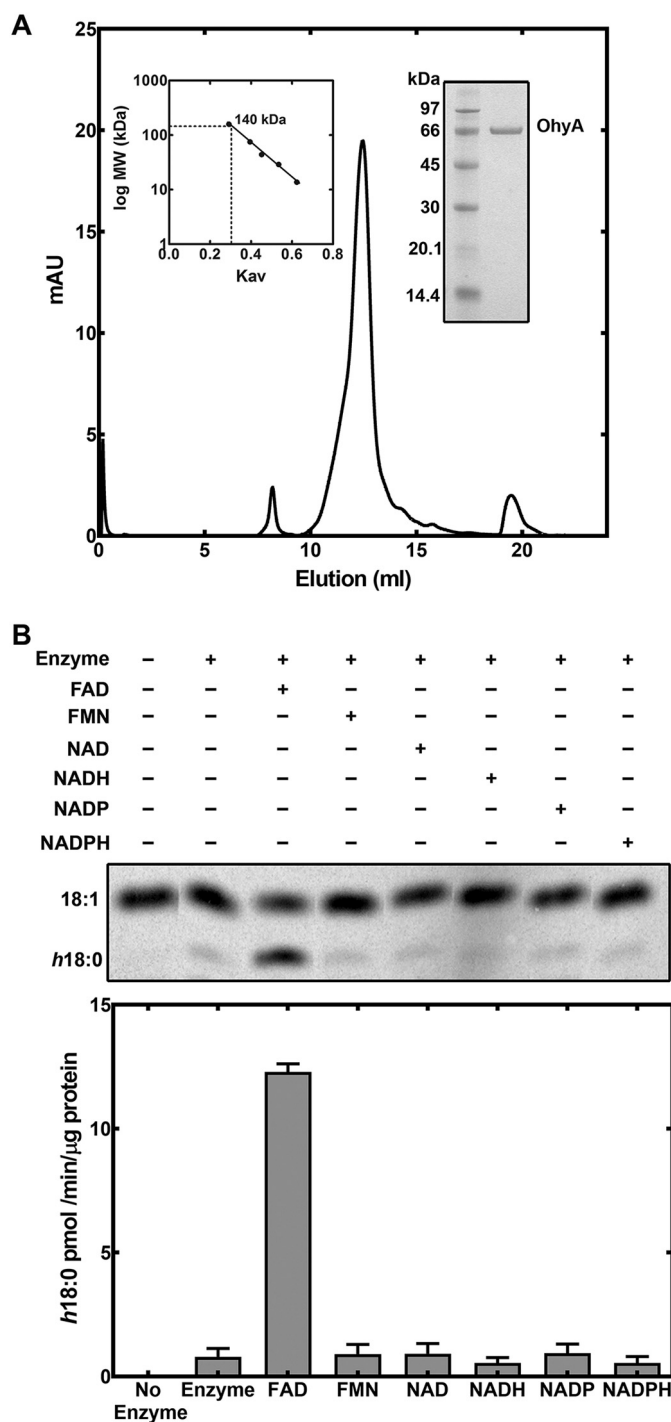 A
25
20
15
10
5
0
mAU
0 5 10 15 20
Elution (ml)
1000
100
10
1
log MW (kDa)
140 kDa
0.0 0.2 0.4 0.6 0.8
Kav
kDa
97
66
45
30
20.1
14.4
OhyA
B
Enzyme – + + + + + + +
FAD – – + – – – – –
FMN – – – + – – – –
NAD – – – – + – – –
NADH – – – – – + – –
NADP – – – – – – + –
NADPH – – – – – – – +
18:1
h18:0
15
10
5
0
h18:0 pmol /min/μg protein
No Enzyme FAD FMN NAD NADH NADP NADPH
Enzyme